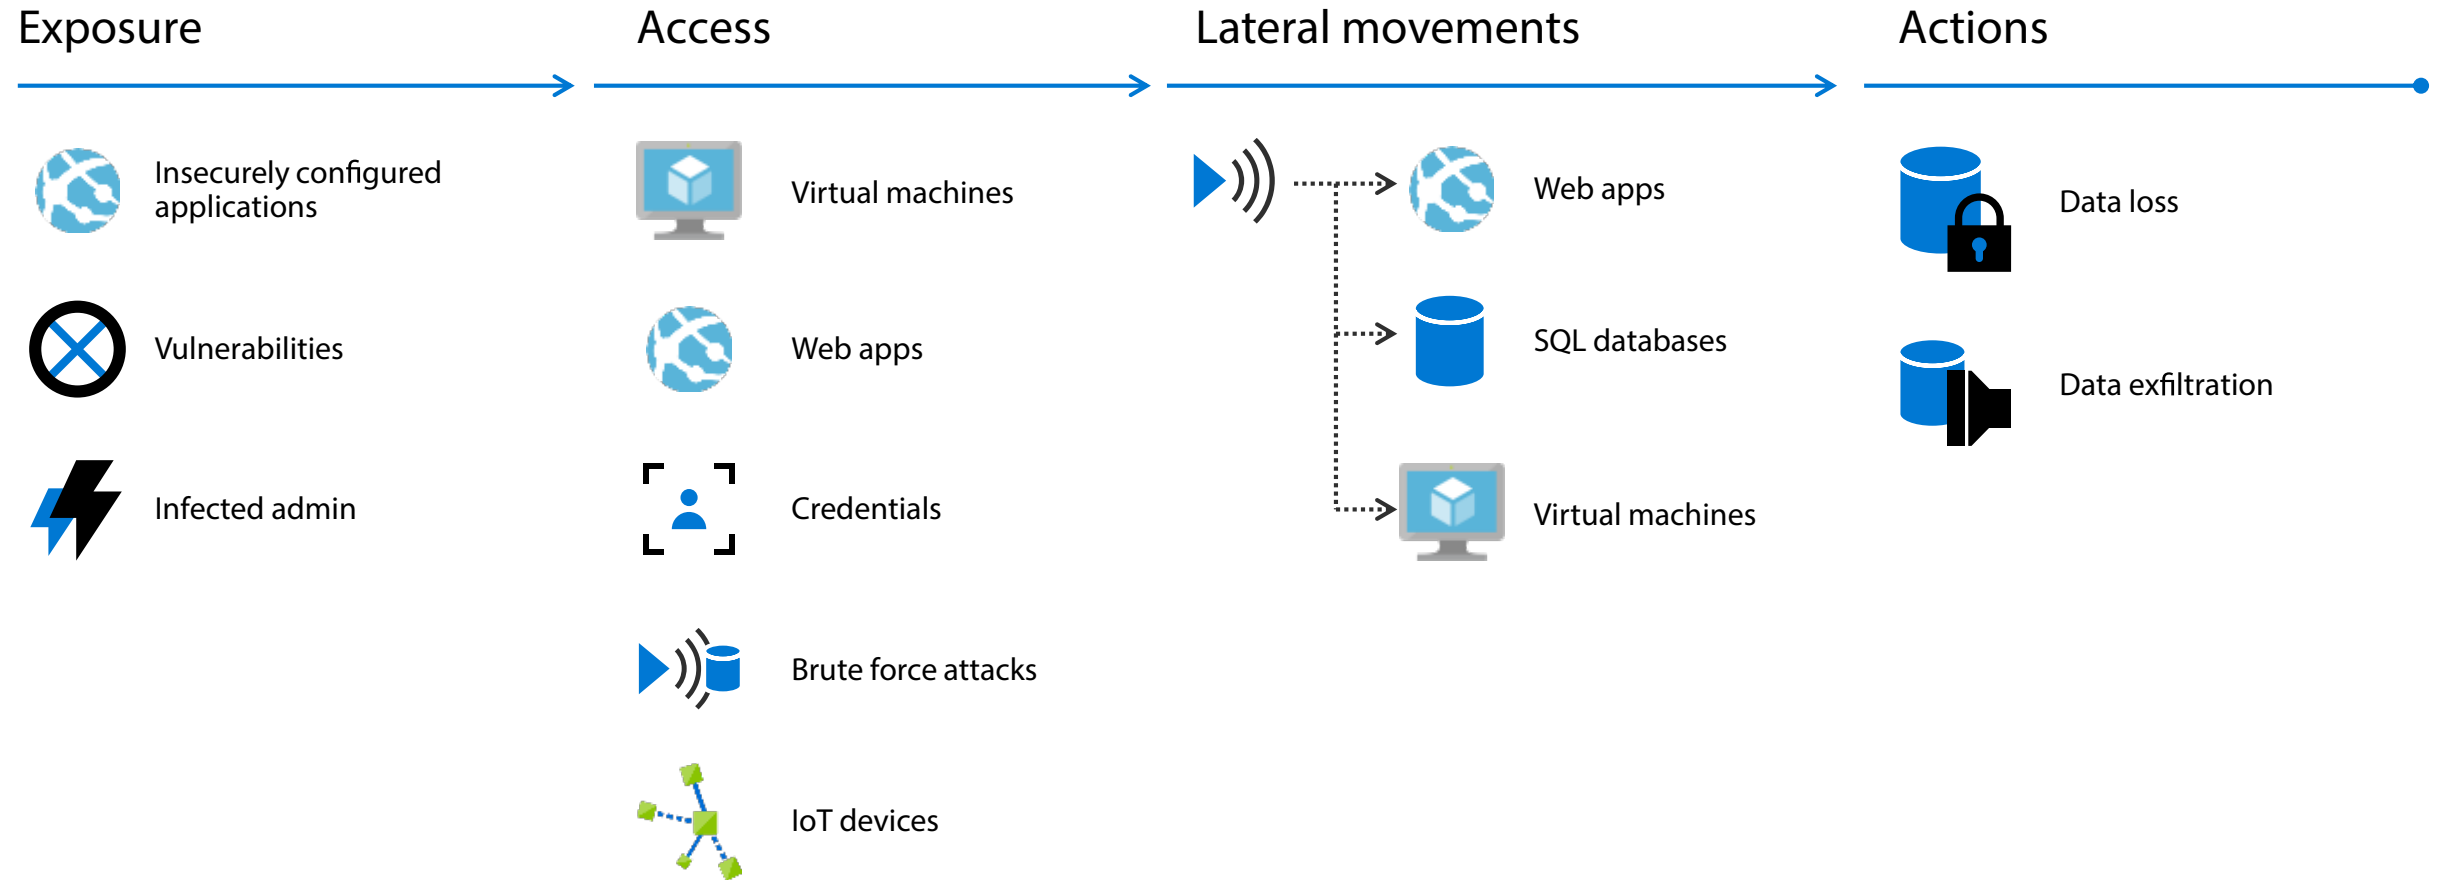 Exposure
Access
Lateral movements
Actions
Insecurely configured
applications
Vulnerabilities
Infected admin
Virtual machines
Web apps
Credentials
Brute force attacks
IoT devices
Web apps
SQL databases
Virtual machines
Data loss
Data exfiltration